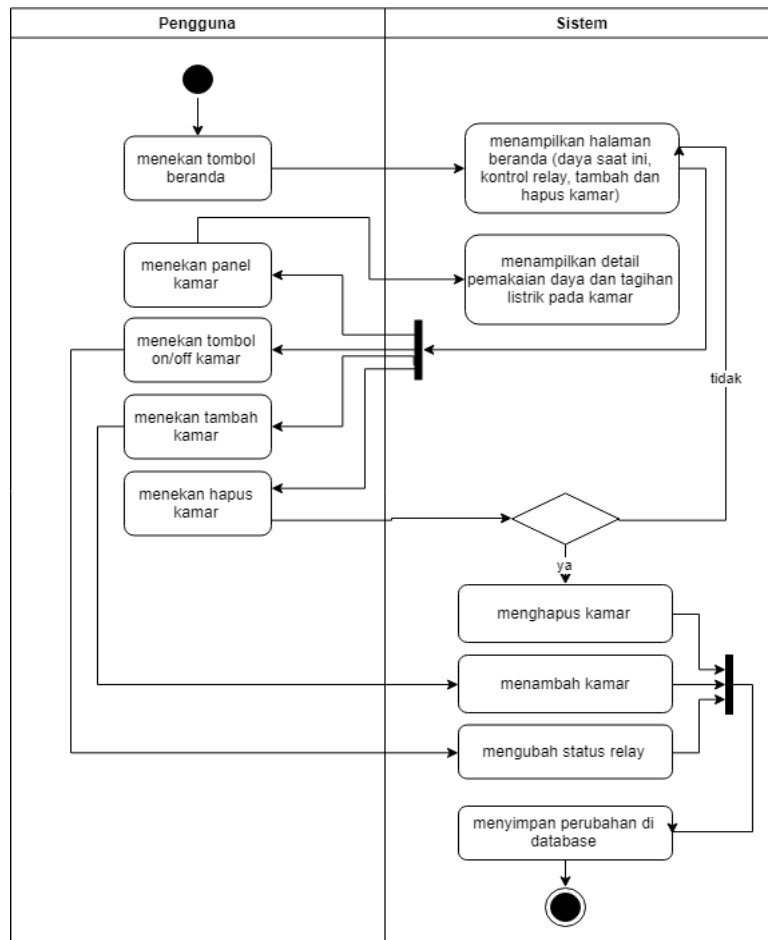 Pengguna
Sistem
menekan tombol
beranda
menampilkan halaman
beranda (daya saat ini,
kontrol relay, tambah dan
hapus kamar)
menekan panel
kamar
menampilkan detail
pemakaian daya dan tagihan
listrik pada kamar
menekan tombol
on/off kamar
tidak
menekan tambah
kamar
menekan hapus
kamar
ya
menghapus kamar
menambah kamar
mengubah status relay
menyimpan perubahan di
database